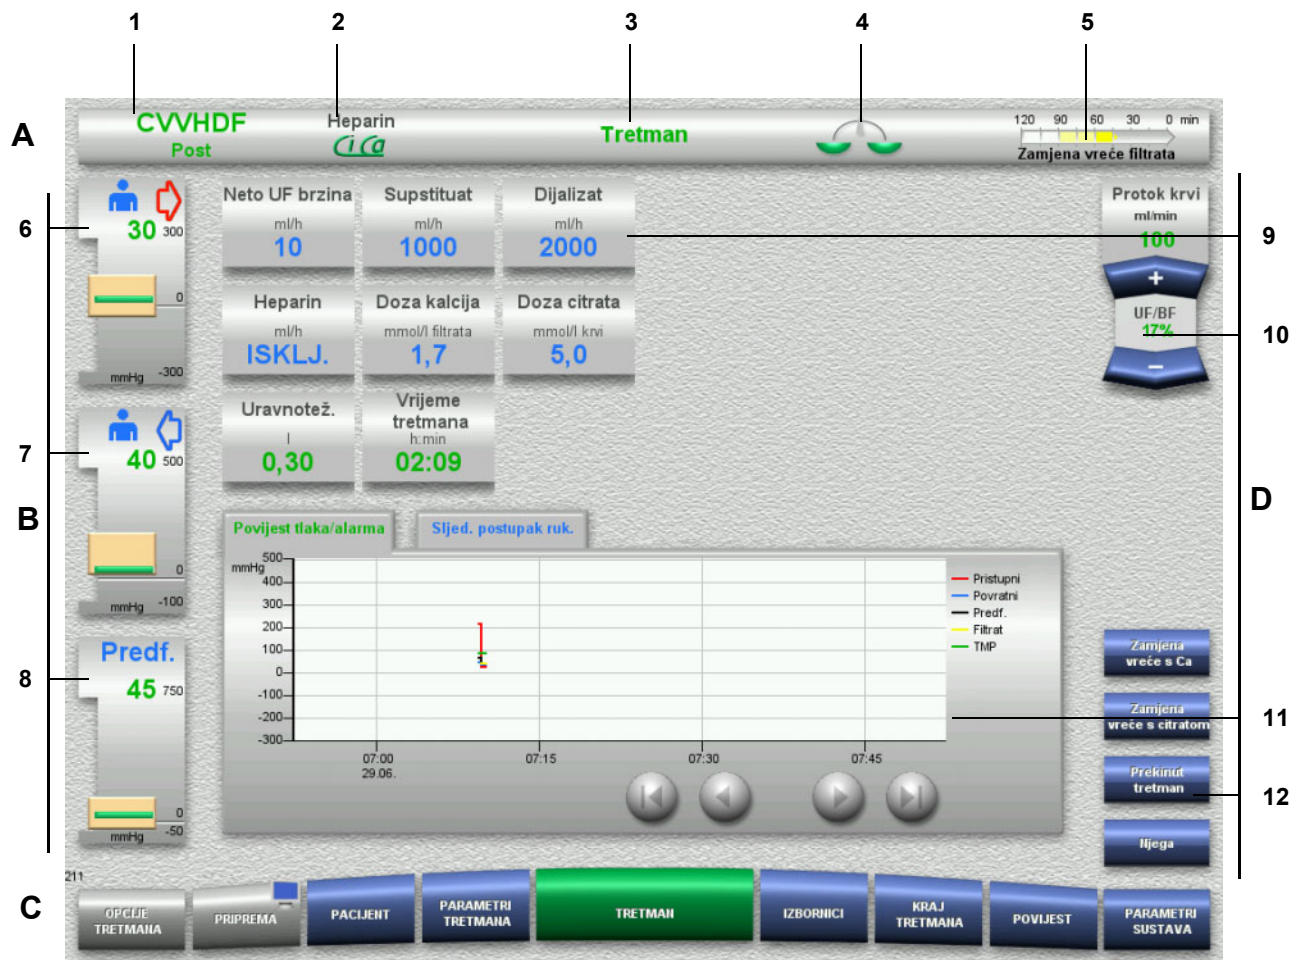 1 2 3 4 5
A
CVVHDF
Post
Heparin
CiCa
Tretman
120 90 60 30 0 min
Zamjena vreće filtrata
6
30 300
0
mmHg -300
7
40 500
0
mmHg -100
B
8
Predf.
45 750
0
mmHg -50
Neto UF brzina
ml/h
10
Supstituat
ml/h
1000
Dijalizat
ml/h
2000
Heparin
ml/h
ISKLJ.
Doza kalcija
mmol/l filtrata
1,7
Doza citrata
mmol/l krvi
5,0
Uravnotež.
l
0,30
Vrijeme
tretmana
h:min
02:09
Protok krvi
ml/min
100
+
UF/BF
17%
−
9
10
D
Povijest tlaka/alarma
Sljed. postupak ruk.
mmHg
500
400
300
200
100
0
-100
-200
-300
07:00 07:15 07:30 07:45
29.06.
Pristupni
Povratni
Predf.
Filtrat
TMP
11
12
Zamjena
vreće s Ca
Zamjena
vreće s citratom
Prekinut
tretman
Njega
211
C
OPCIJE
TRETMANA
PRIPREMA
PACIJENT
PARAMETRI
TRETMANA
TRETMAN
IZBORNICI
KRAJ
TRETMANA
POVIJEST
PARAMETRI
SUSTAVA